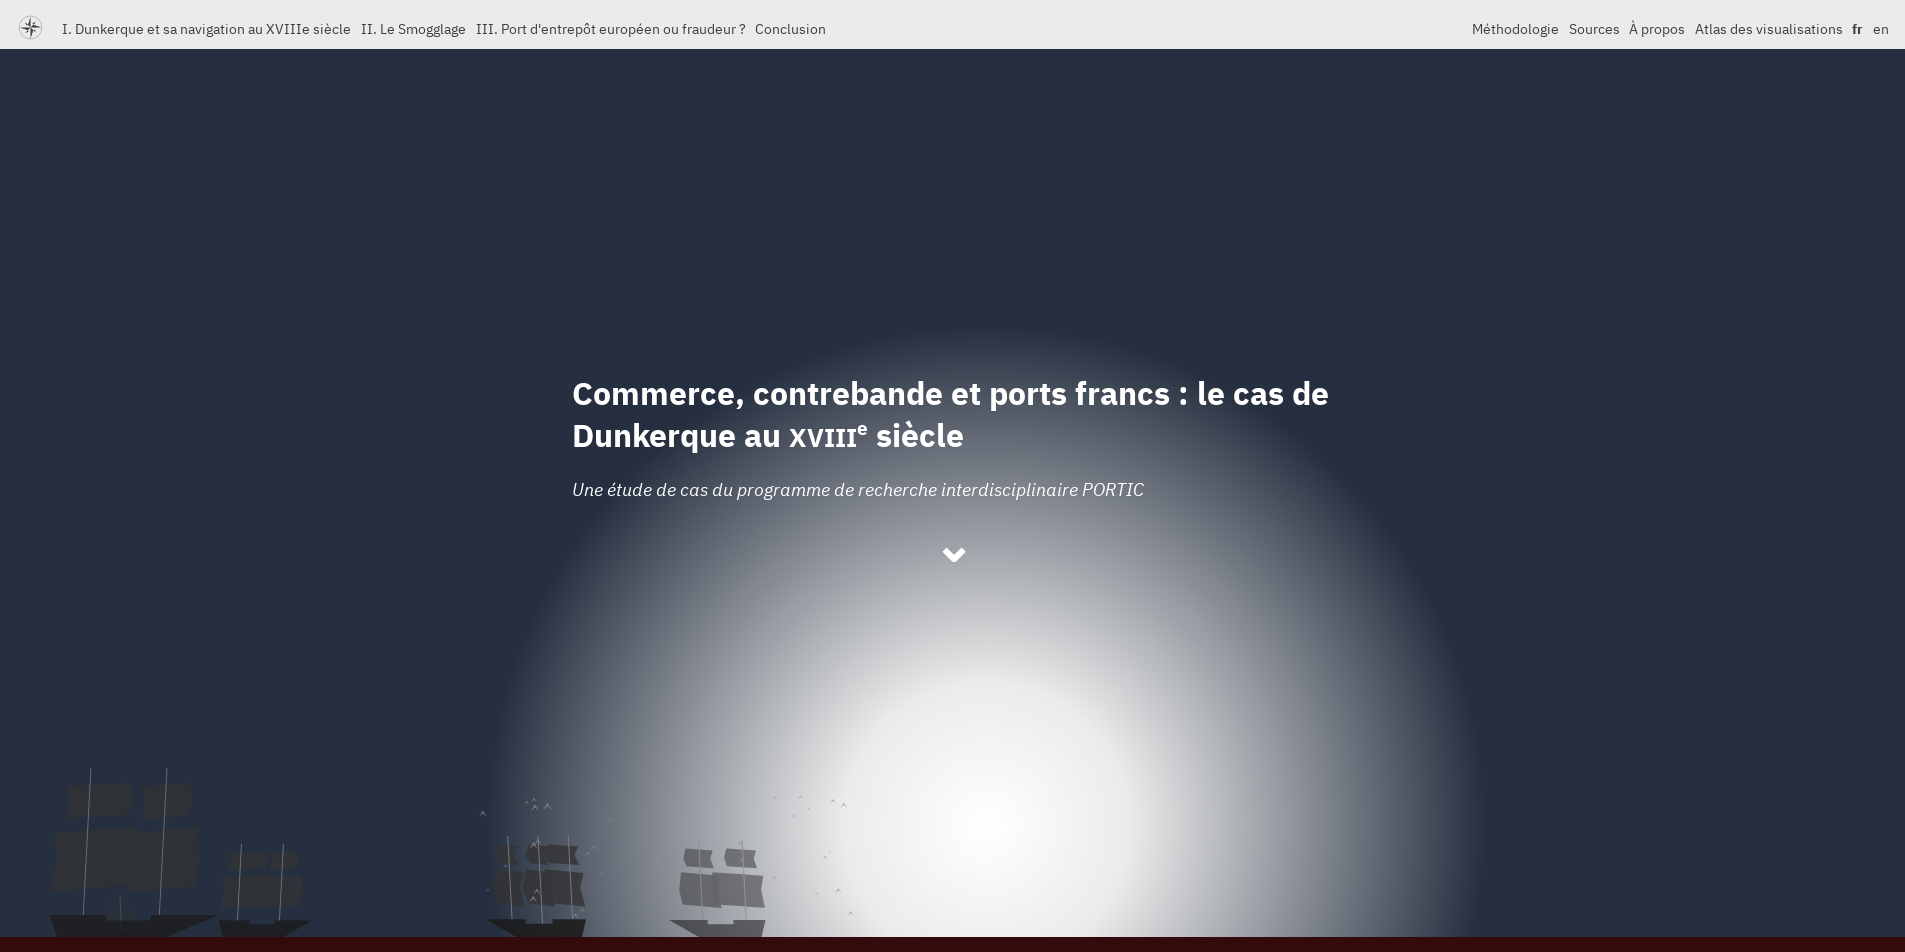 I. Dunkerque et sa navigation au XVIIIe siècle II. Le Smogglage III. Port d'entrepôt européen ou fraudeur ? Conclusion Méthodologie Sources À propos Atlas des visualisations fr en
Commerce, contrebande et ports francs : le cas de
Dunkerque au XVIIIe siècle
Une étude de cas du programme de recherche interdisciplinaire PORTIC